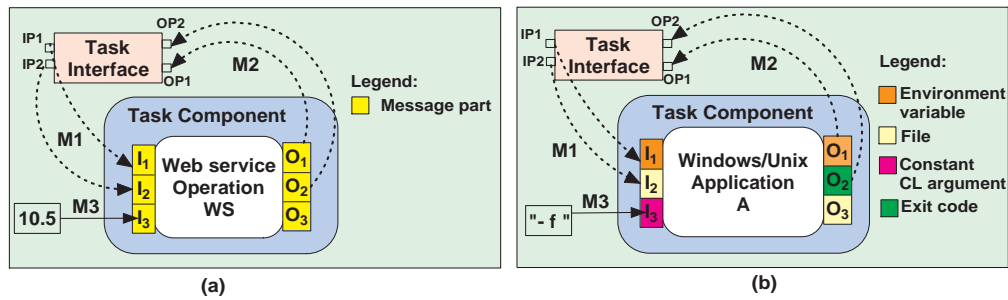 OP2
IP1
Task
Interface
IP2
OP1
M2
Legend:
Message part
Task Component
M1
I1
I2
I3
Web service
Operation
WS
O1
O2
O3
M3
10.5
(a)
OP2
IP1
Task
Interface
IP2
OP1
M2
Legend:
Environment
variable
File
Constant
CL argument
Exit code
Task Component
M1
I1
I2
I3
Windows/Unix
Application
A
O1
O2
O3
M3
"- f "
(b)